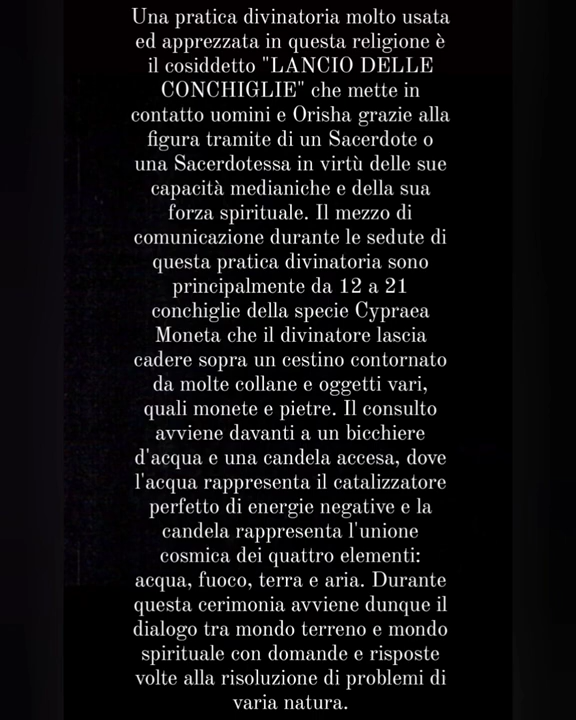 Una pratica divinatoria molto usata
ed apprezzata in questa religione è
il cosiddetto "LANCIO DELLE
CONCHIGLIE" che mette in
contatto uomini e Orisha grazie alla
figura tramite di un Sacerdote o
una Sacerdotessa in virtù delle sue
capacità medianiche e della sua
forza spirituale. Il mezzo di
comunicazione durante le sedute di
questa pratica divinatoria sono
principalmente da 12 a 21
conchiglie della specie Cypraea
Moneta che il divinatore lascia
cadere sopra un cestino contornato
da molte collane e oggetti vari,
quali monete e pietre. Il consulto
avviene davanti a un bicchiere
d'acqua e una candela accesa, dove
l'acqua rappresenta il catalizzatore
perfetto di energie negative e la
candela rappresenta l'unione
cosmica dei quattro elementi:
acqua, fuoco, terra e aria. Durante
questa cerimonia avviene dunque il
dialogo tra mondo terreno e mondo
spirituale con domande e risposte
volte alla risoluzione di problemi di
varia natura.